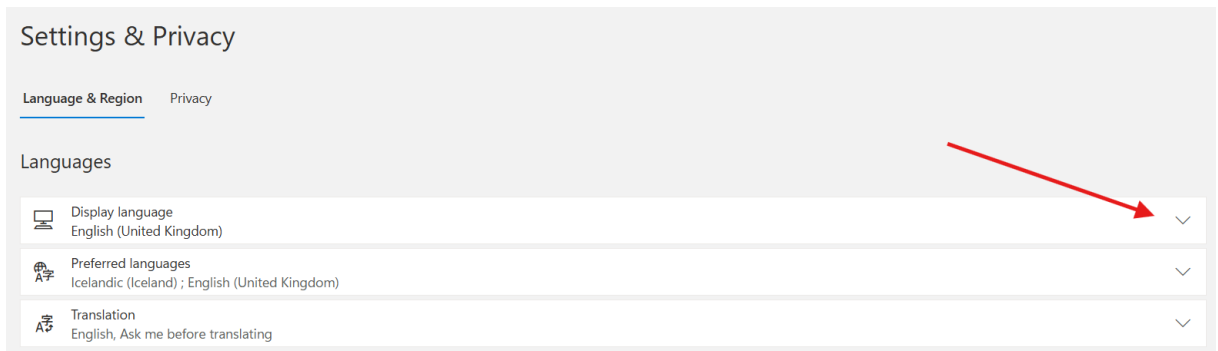 Settings & Privacy
Language & Region Privacy
Languages
Display language
English (United Kingdom)
Preferred languages
Icelandic (Iceland) ; English (United Kingdom)
Translation
English, Ask me before translating